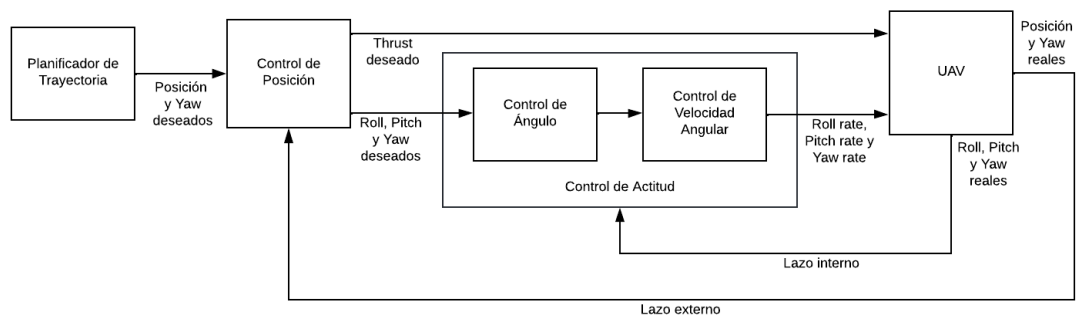 Planificador de
Trayectoria
Posición
y Yaw
deseados
Control de
Posición
Thrust
deseado
Roll, Pitch
y Yaw
deseados
Control de
Ángulo
Control de
Velocidad
Angular
Control de Actitud
Roll rate,
Pitch rate y
Yaw rate
UAV
Posición
y Yaw
reales
Roll, Pitch
y Yaw
reales
Lazo interno
Lazo externo